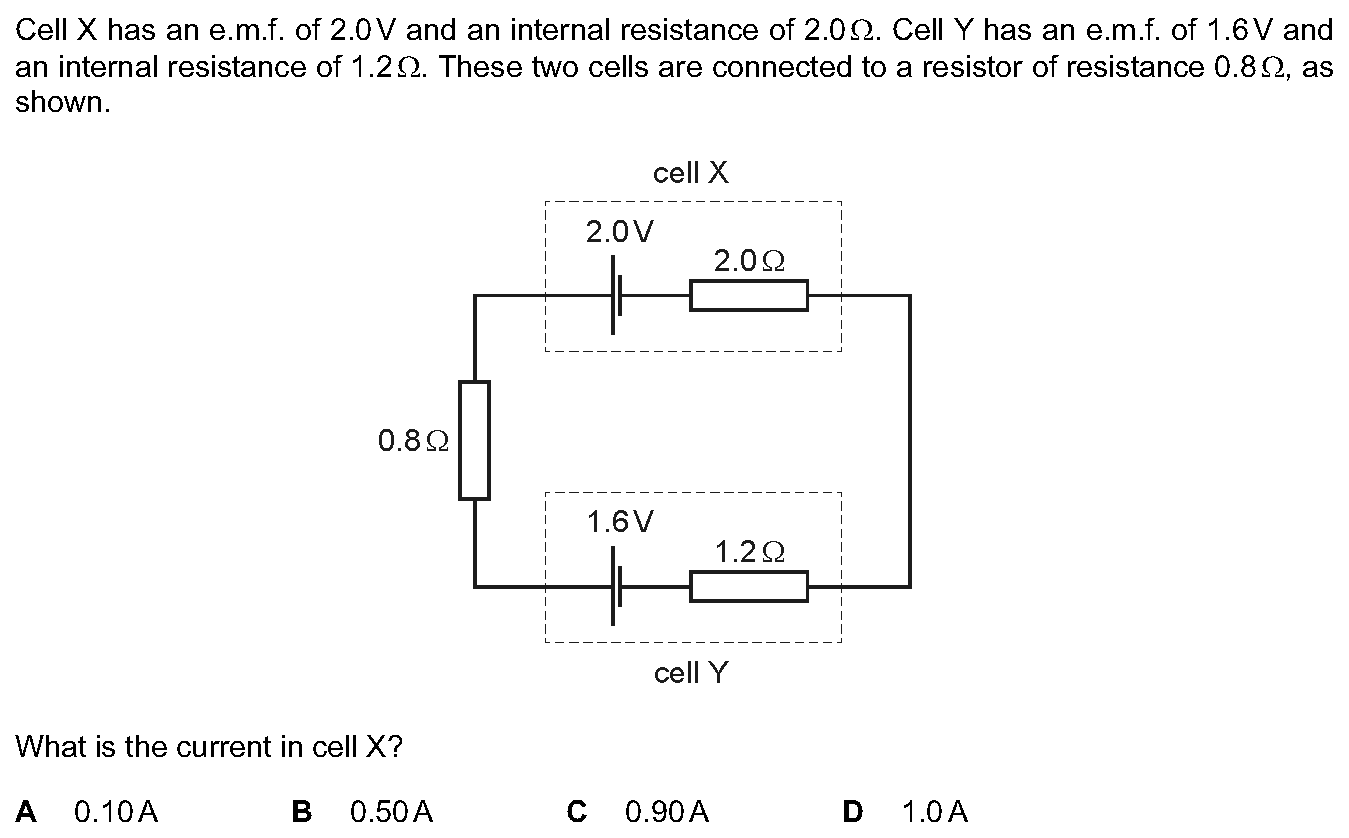 Cell X has an e.m.f. of 2.0 V and an internal resistance of 2.0 Ω. Cell Y has an e.m.f. of 1.6 V and
an internal resistance of 1.2 Ω. These two cells are connected to a resistor of resistance 0.8 Ω, as
shown.
cell X
2.0 V
2.0 Ω
0.8 Ω
1.6 V
1.2 Ω
cell Y
What is the current in cell X?
A 0.10 A B 0.50 A C 0.90 A D 1.0 A